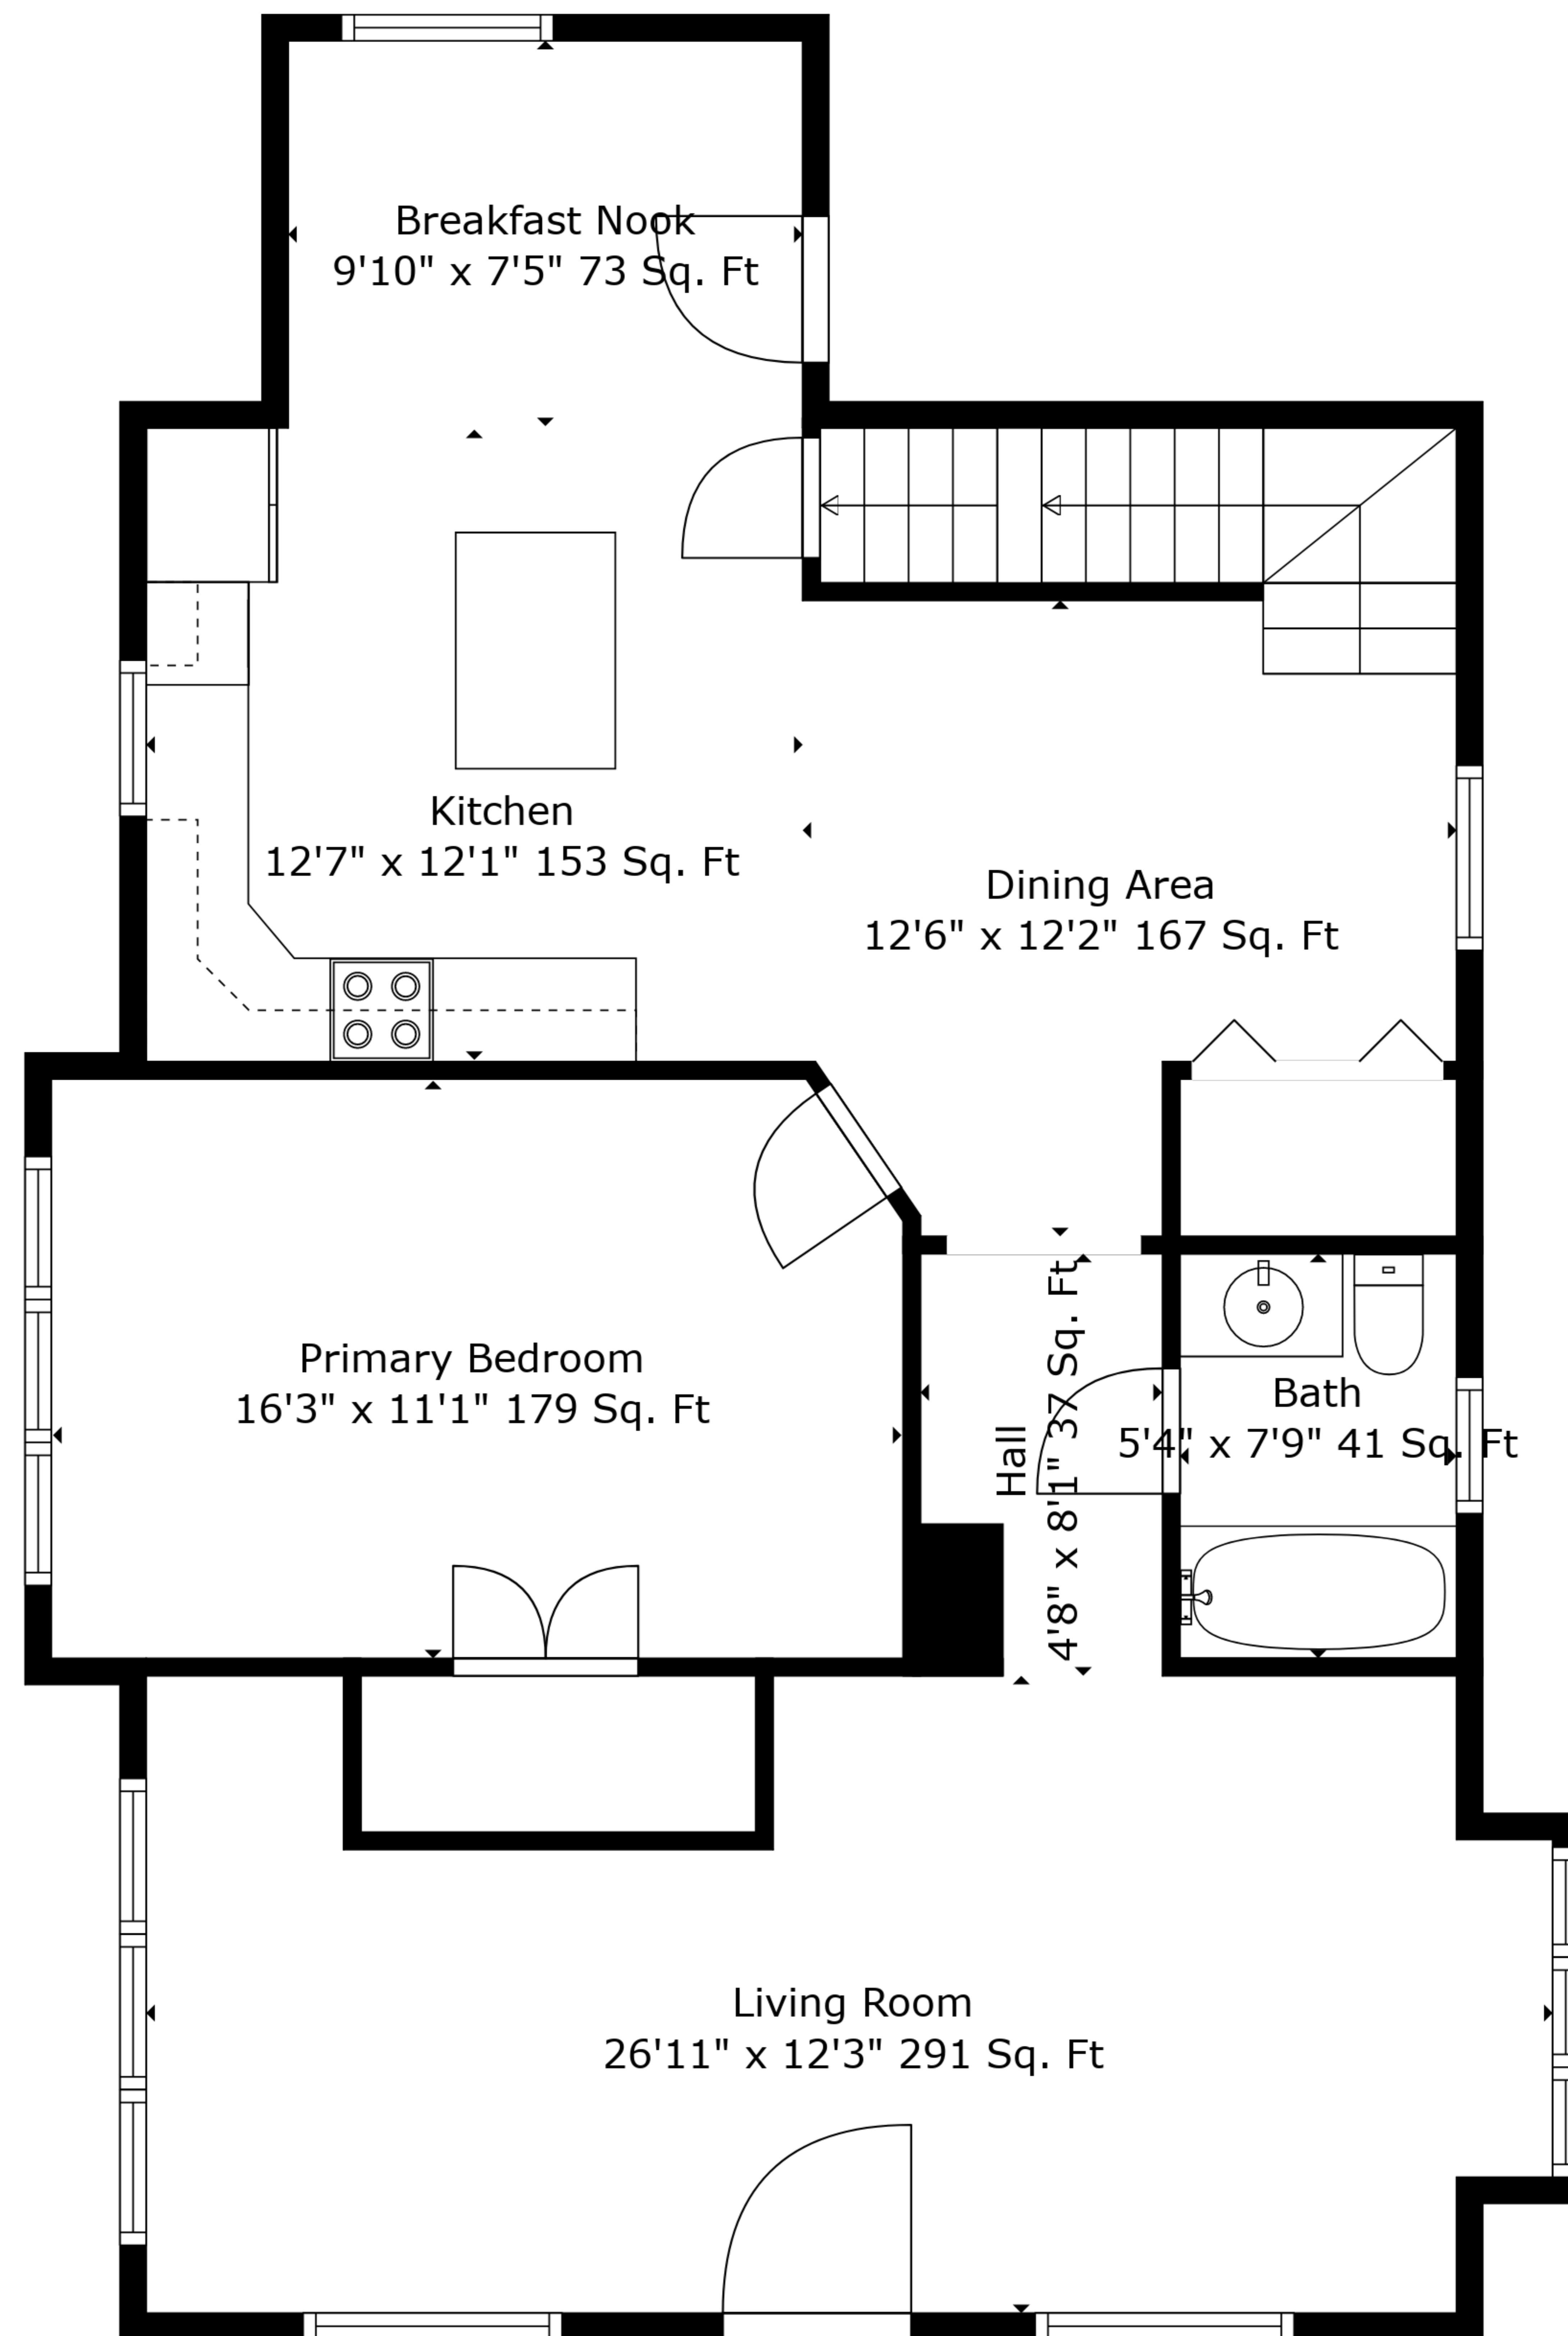 Breakfast Nook
9'10" x 7'5" 73 Sq. Ft
Kitchen
12'7" x 12'1" 153 Sq. Ft
Dining Area
12'6" x 12'2" 167 Sq. Ft
Primary Bedroom
16'3" x 11'1" 179 Sq. Ft
Hall
4'8" x 8'1" 37 Sq. Ft
Bath
5'4" x 7'9" 41 Sq. Ft
Living Room
26'11" x 12'3" 291 Sq. Ft